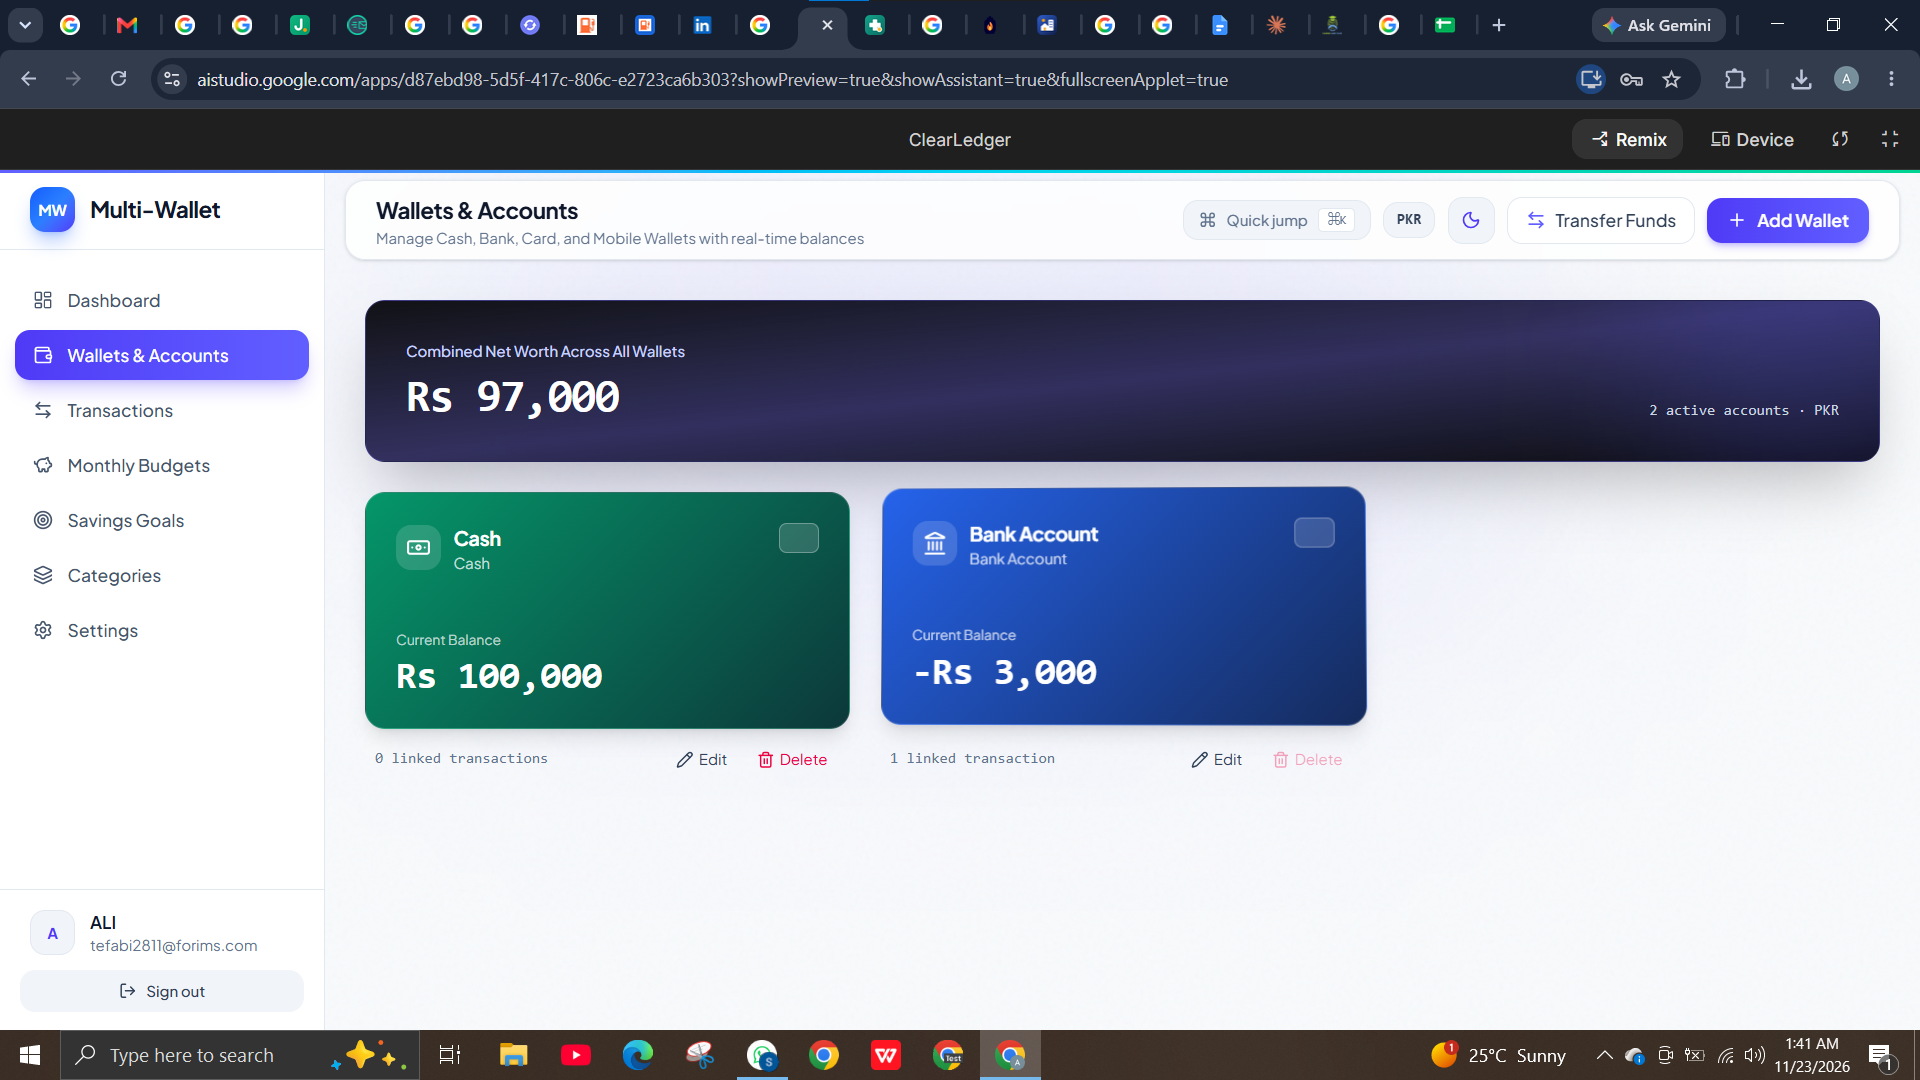 Ask Gemini
aistudio.google.com/apps/d87ebd98-5d5f-417c-806c-e2723ca6b303?showPreview=true&showAssistant=true&fullscreenApplet=true
A
ClearLedger
Remix
Device
MW
Multi-Wallet
Wallets & Accounts
Manage Cash, Bank, Card, and Mobile Wallets with real-time balances
Quick jump
⌘K
PKR
Transfer Funds
Add Wallet
Dashboard
Wallets & Accounts
Transactions
Monthly Budgets
Savings Goals
Categories
Settings
Combined Net Worth Across All Wallets
Rs 97,000
2 active accounts · PKR
Cash
Cash
Current Balance
Rs 100,000
Bank Account
Bank Account
Current Balance
-Rs 3,000
0 linked transactions
Edit
Delete
1 linked transaction
Edit
Delete
A
ALI
tefabi2811@forims.com
Sign out
Type here to search
S
Test
A
1
25°C Sunny
1:41 AM
11/23/2026
1